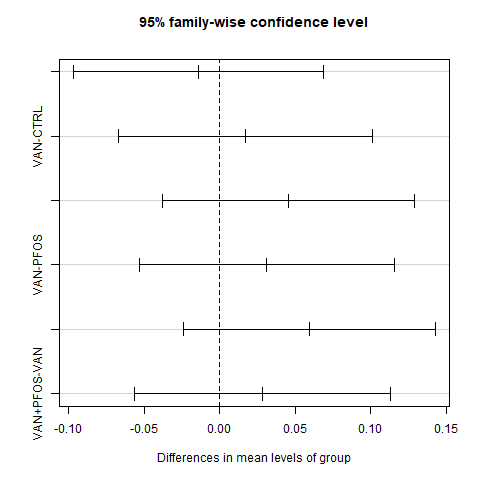 95% family-wise confidence level
VAN-CTRL
VAN-PFOS
VAN+PFOS-VAN
-0.10 -0.05 0.00 0.05 0.10 0.15
Differences in mean levels of group